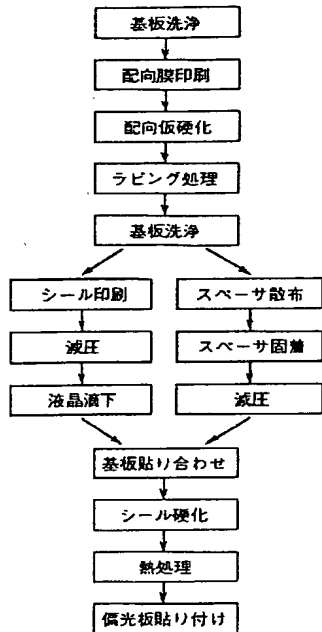 基板洗浄
配向膜印刷
配向仮硬化
ラビング処理
基板洗浄
シール印刷
減圧
液晶滴下
スペーサ散布
スペーサ固着
減圧
基板貼り合わせ
シール硬化
熱処理
偏光板貼り付け